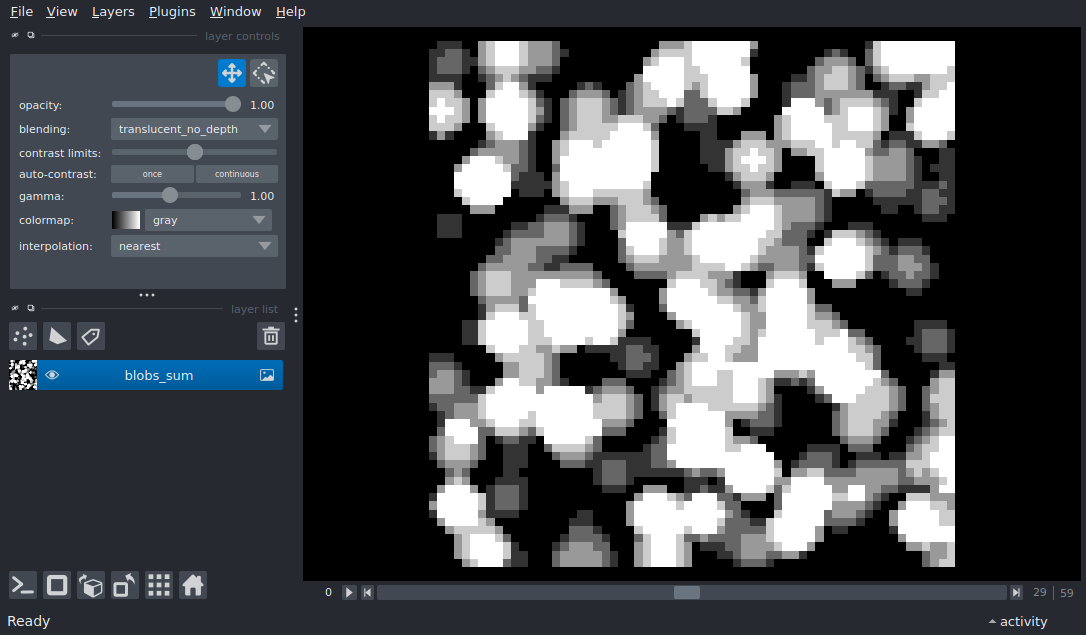 File View Layers Plugins Window Help
layer controls
opacity: 1.00
blending: translucent_no_depth
contrast limits:
auto-contrast: once continuous
gamma: 1.00
colormap: gray
interpolation: nearest
layer list
blobs_sum
0 29 59
Ready activity